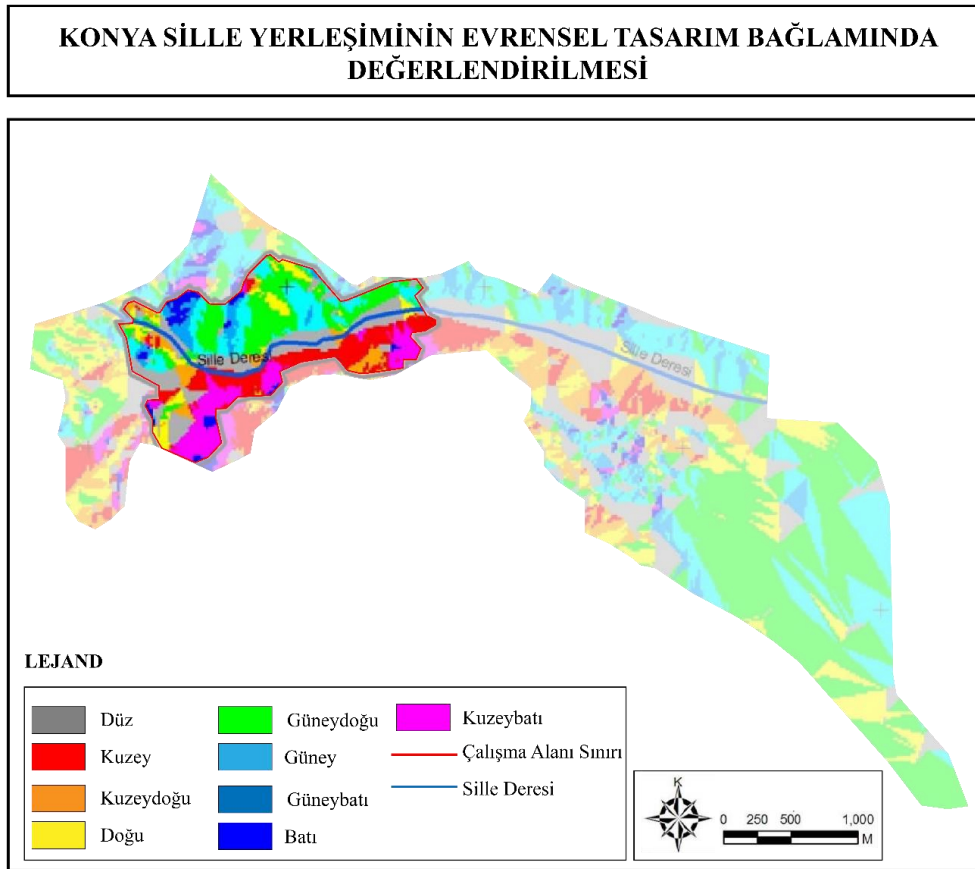 KONYA SİLLE YERLEŞİMİNİN EVRENSEL TASARIM BAĞLAMINDA
DEĞERLENDİRİLMESİ
Sille Deresi
Sille Deresi
LEJAND
Düz
Kuzey
Kuzeydoğu
Doğu
Güneydoğu
Güney
Güneybatı
Batı
Kuzeybatı
Çalışma Alanı Sınırı
Sille Deresi
K
0 250 500 1,000
M